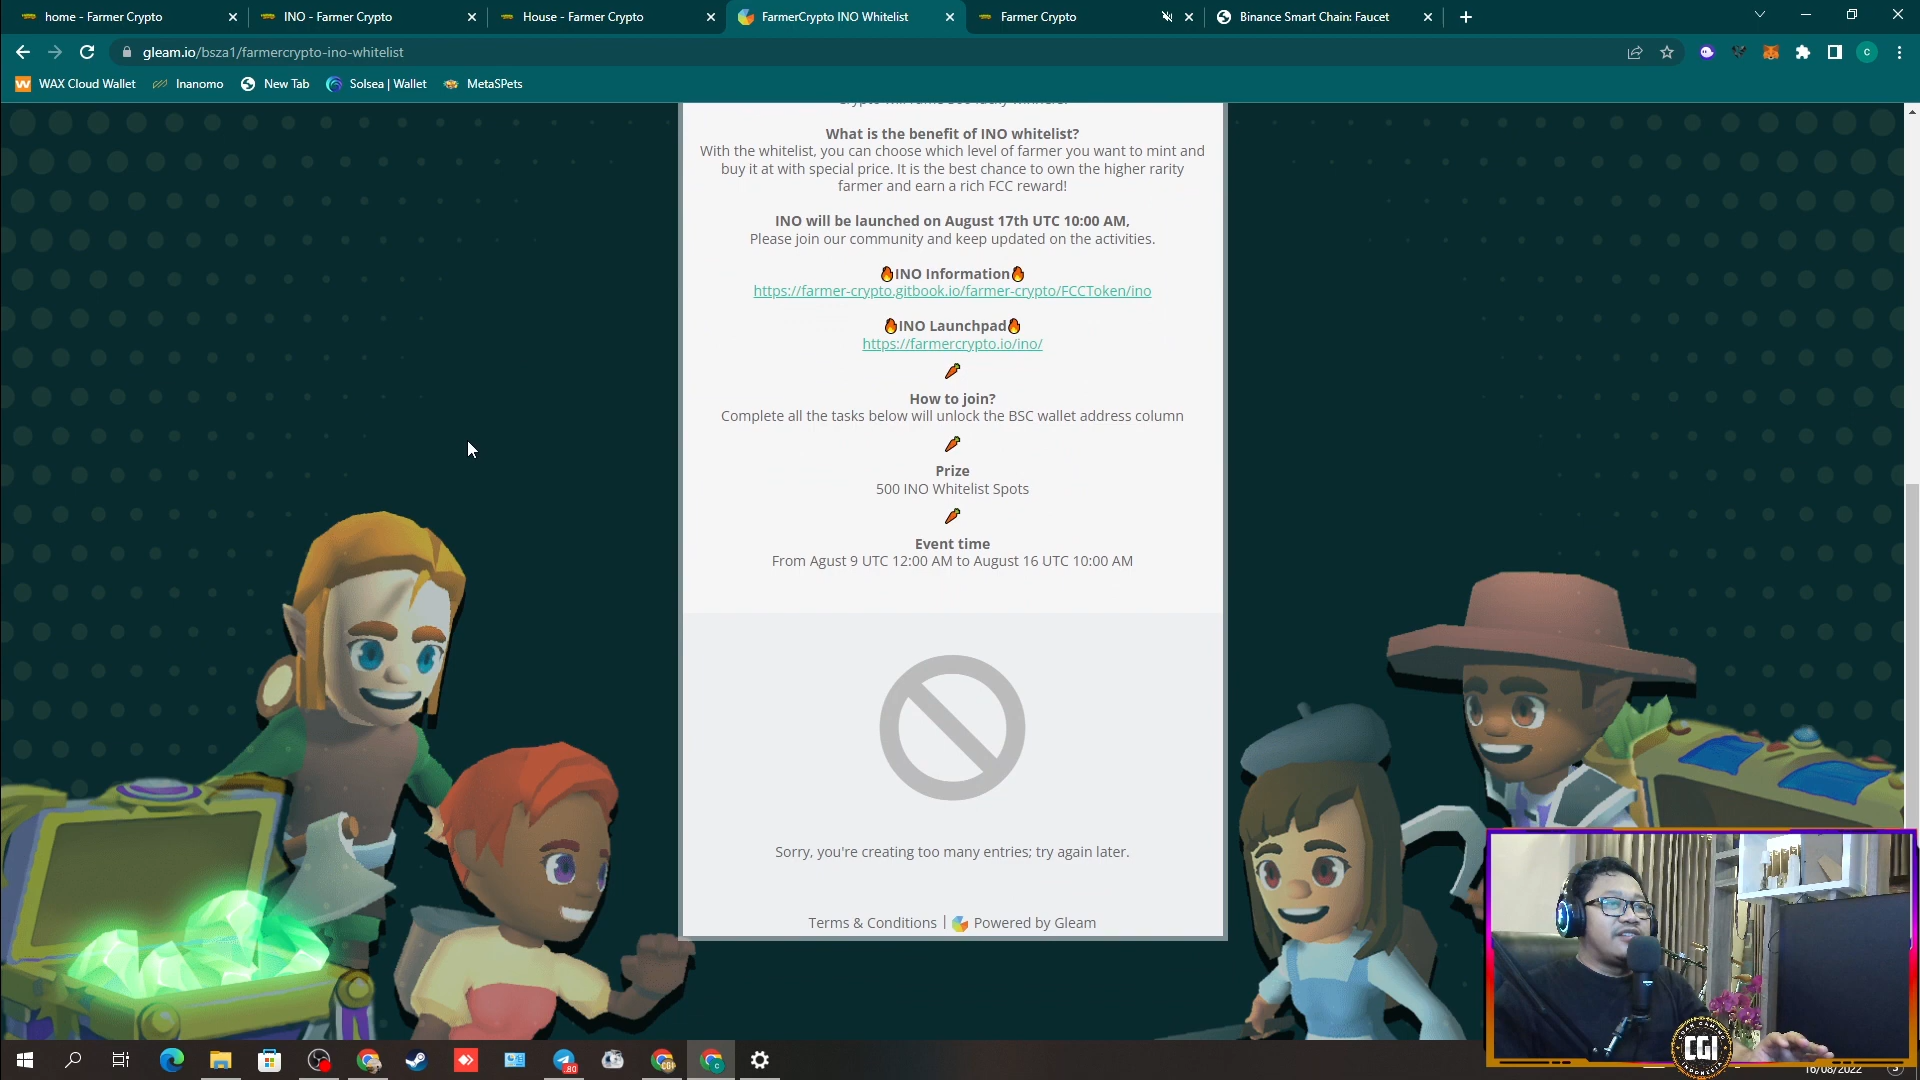 home - Farmer Crypto
INO - Farmer Crypto
House - Farmer Crypto
FarmerCrypto INO Whitelist
Farmer Crypto
Binance Smart Chain: Faucet
gleam.io/bsza1/farmercrypto-ino-whitelist
C
WAX Cloud Wallet
Inanomo
New Tab
Solsea | Wallet
MetaSPets
What is the benefit of INO whitelist?
With the whitelist, you can choose which level of farmer you want to mint and
buy it at with special price. It is the best chance to own the higher rarity
farmer and earn a rich FCC reward!
INO will be launched on August 17th UTC 10:00 AM,
Please join our community and keep updated on the activities.
🔥INO Information🔥
https://farmer-crypto.gitbook.io/farmer-crypto/FCCToken/ino
🔥INO Launchpad🔥
https://farmercrypto.io/ino/
🥕
How to join?
Complete all the tasks below will unlock the BSC wallet address column
🥕
Prize
500 INO Whitelist Spots
🥕
Event time
From Agust 9 UTC 12:00 AM to August 16 UTC 10:00 AM
Sorry, you're creating too many entries; try again later.
Terms & Conditions | Powered by Gleam
CGI
16/08/2022